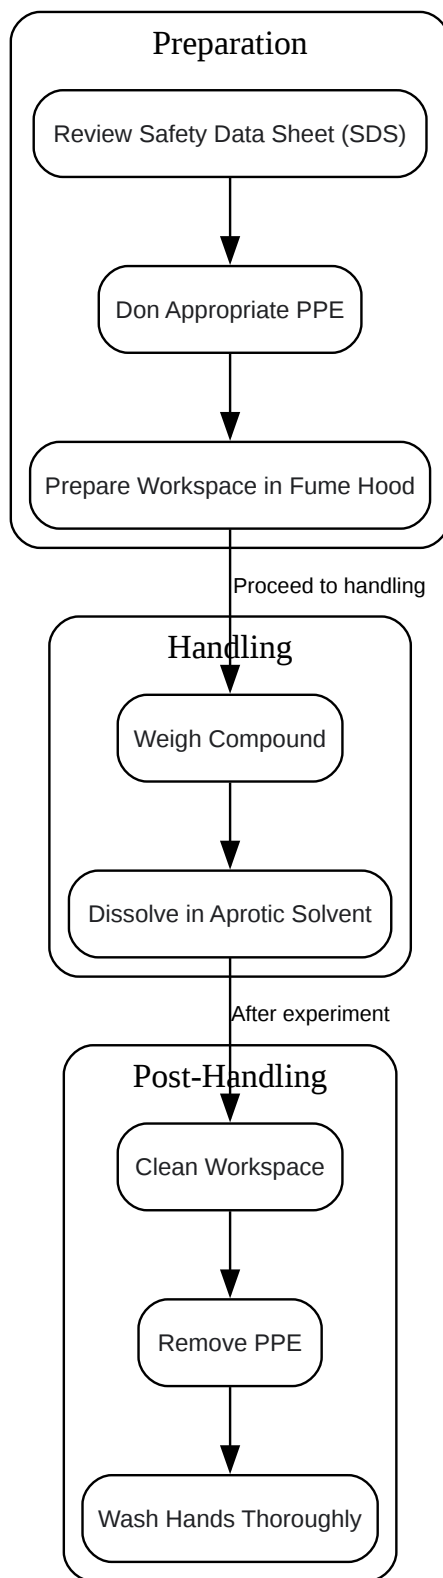 Preparation
Review Safety Data Sheet (SDS)
Don Appropriate PPE
Prepare Workspace in Fume Hood
Proceed to handling
Handling
Weigh Compound
Dissolve in Aprotic Solvent
After experiment
Post-Handling
Clean Workspace
Remove PPE
Wash Hands Thoroughly